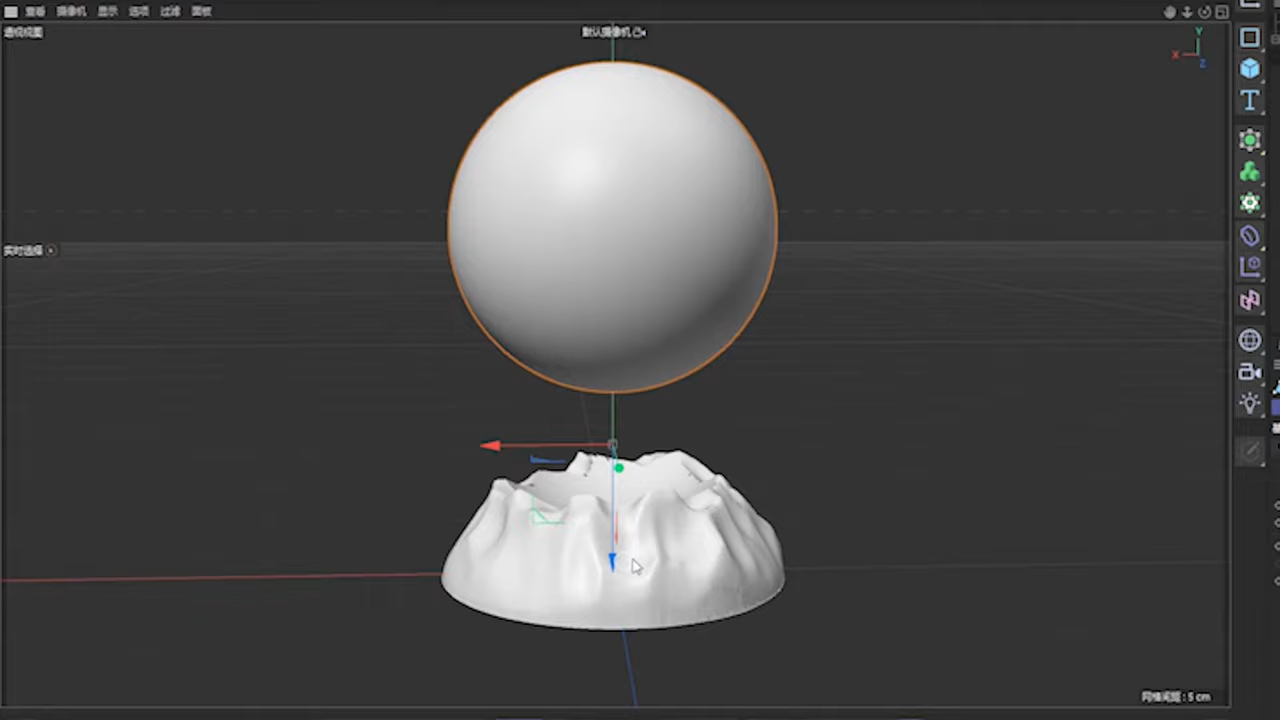 查看 摄像机 显示 选项 过滤 面板
透视视图
默认摄像机
Y
X
Z
实时选择
网格间距 : 5 cm